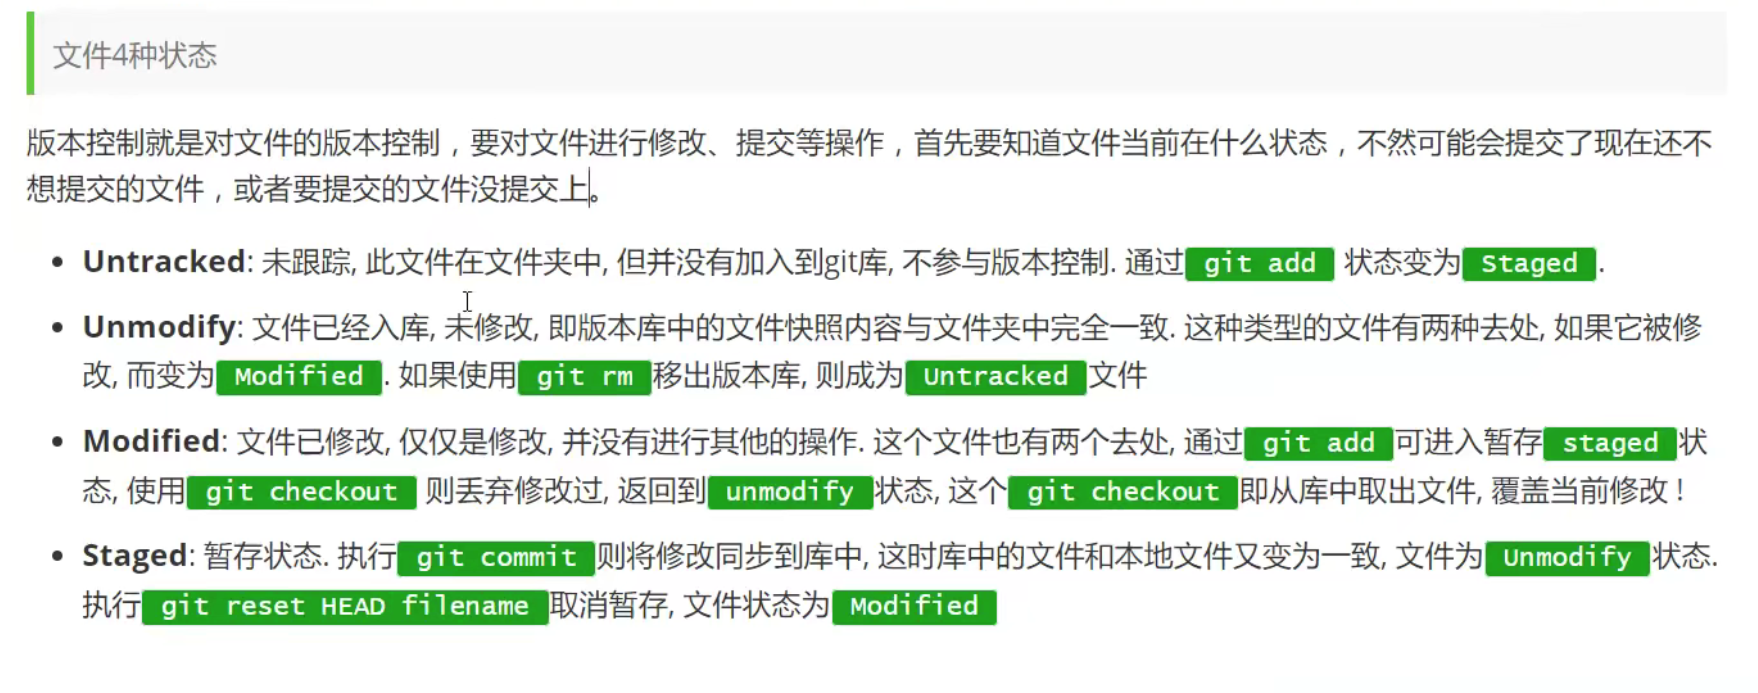 文件4种状态
版本控制就是对文件的版本控制，要对文件进行修改、提交等操作，首先要知道文件当前在什么状态，不然可能会提交了现在还不
想提交的文件，或者要提交的文件没提交上。
• Untracked: 未跟踪, 此文件在文件夹中, 但并没有加入到git库, 不参与版本控制. 通过 git add 状态变为 Staged .
• Unmodify: 文件已经入库, 未修改, 即版本库中的文件快照内容与文件夹中完全一致. 这种类型的文件有两种去处, 如果它被修
改, 而变为 Modified . 如果使用 git rm 移出版本库, 则成为 Untracked 文件
• Modified: 文件已修改, 仅仅是修改, 并没有进行其他的操作. 这个文件也有两个去处, 通过 git add 可进入暂存 staged 状
态, 使用 git checkout 则丢弃修改过, 返回到 unmodify 状态, 这个 git checkout 即从库中取出文件, 覆盖当前修改！
• Staged: 暂存状态. 执行 git commit 则将修改同步到库中, 这时库中的文件和本地文件又变为一致, 文件为 Unmodify 状态.
执行 git reset HEAD filename 取消暂存, 文件状态为 Modified